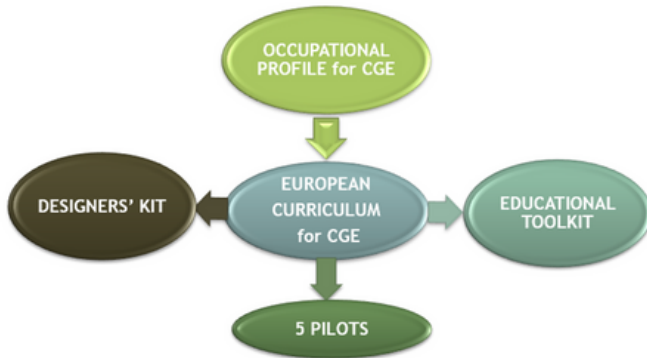 OCCUPATIONAL
PROFILE for CGE
DESIGNERS’ KIT
EUROPEAN
CURRICULUM
for CGE
EDUCATIONAL
TOOLKIT
5 PILOTS